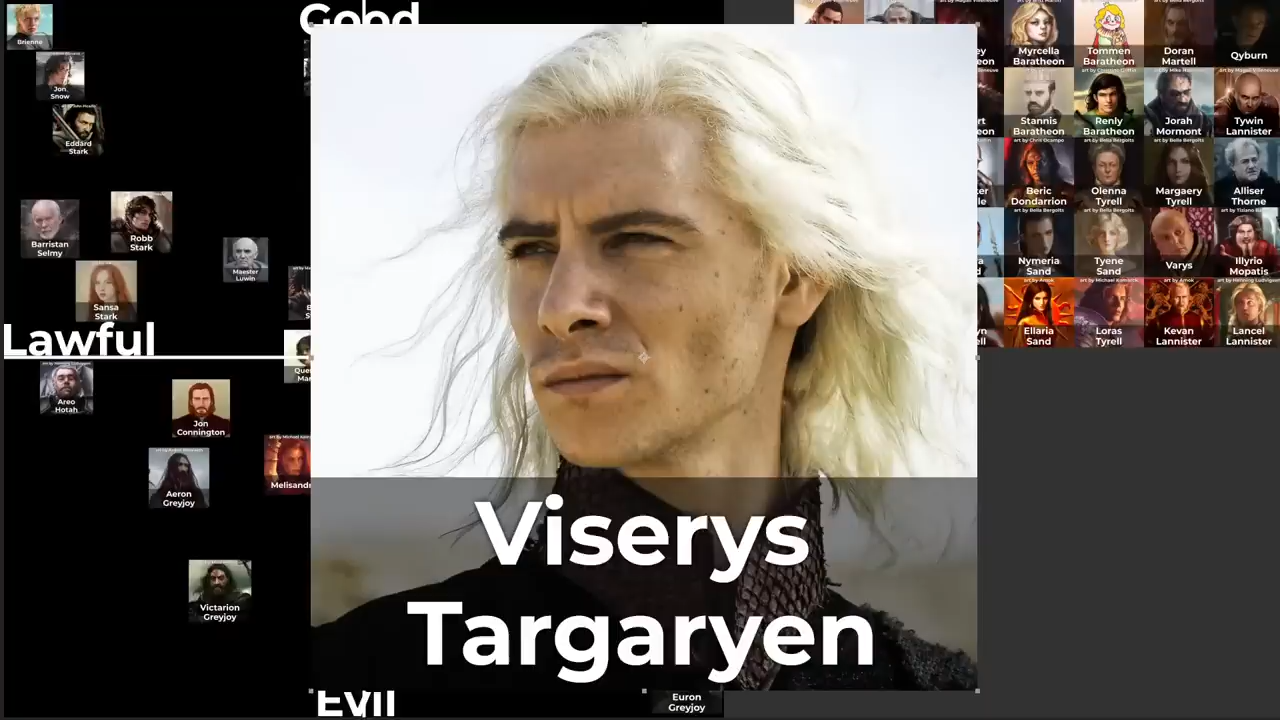 Good
Brienne
Jon
Snow
Eddard
Stark
Barristan
Selmy
Robb
Stark
Maester
Luwin
Sansa
Stark
Lawful
Areo
Hotah
Jon
Connington
Aeron
Greyjoy
Melisand
Victarion
Greyjoy
Viserys
Targaryen
Evil
Euron
Greyjoy
Myrcella
Baratheon
Tommen
Baratheon
Doran
Martell
Qyburn
Stannis
Baratheon
Renly
Baratheon
Jorah
Mormont
Tywin
Lannister
Beric
Dondarrion
Olenna
Tyrell
Margaery
Tyrell
Alliser
Thorne
Nymeria
Sand
Tyene
Sand
Varys
Illyrio
Mopatis
Ellaria
Sand
Loras
Tyrell
Kevan
Lannister
Lancel
Lannister